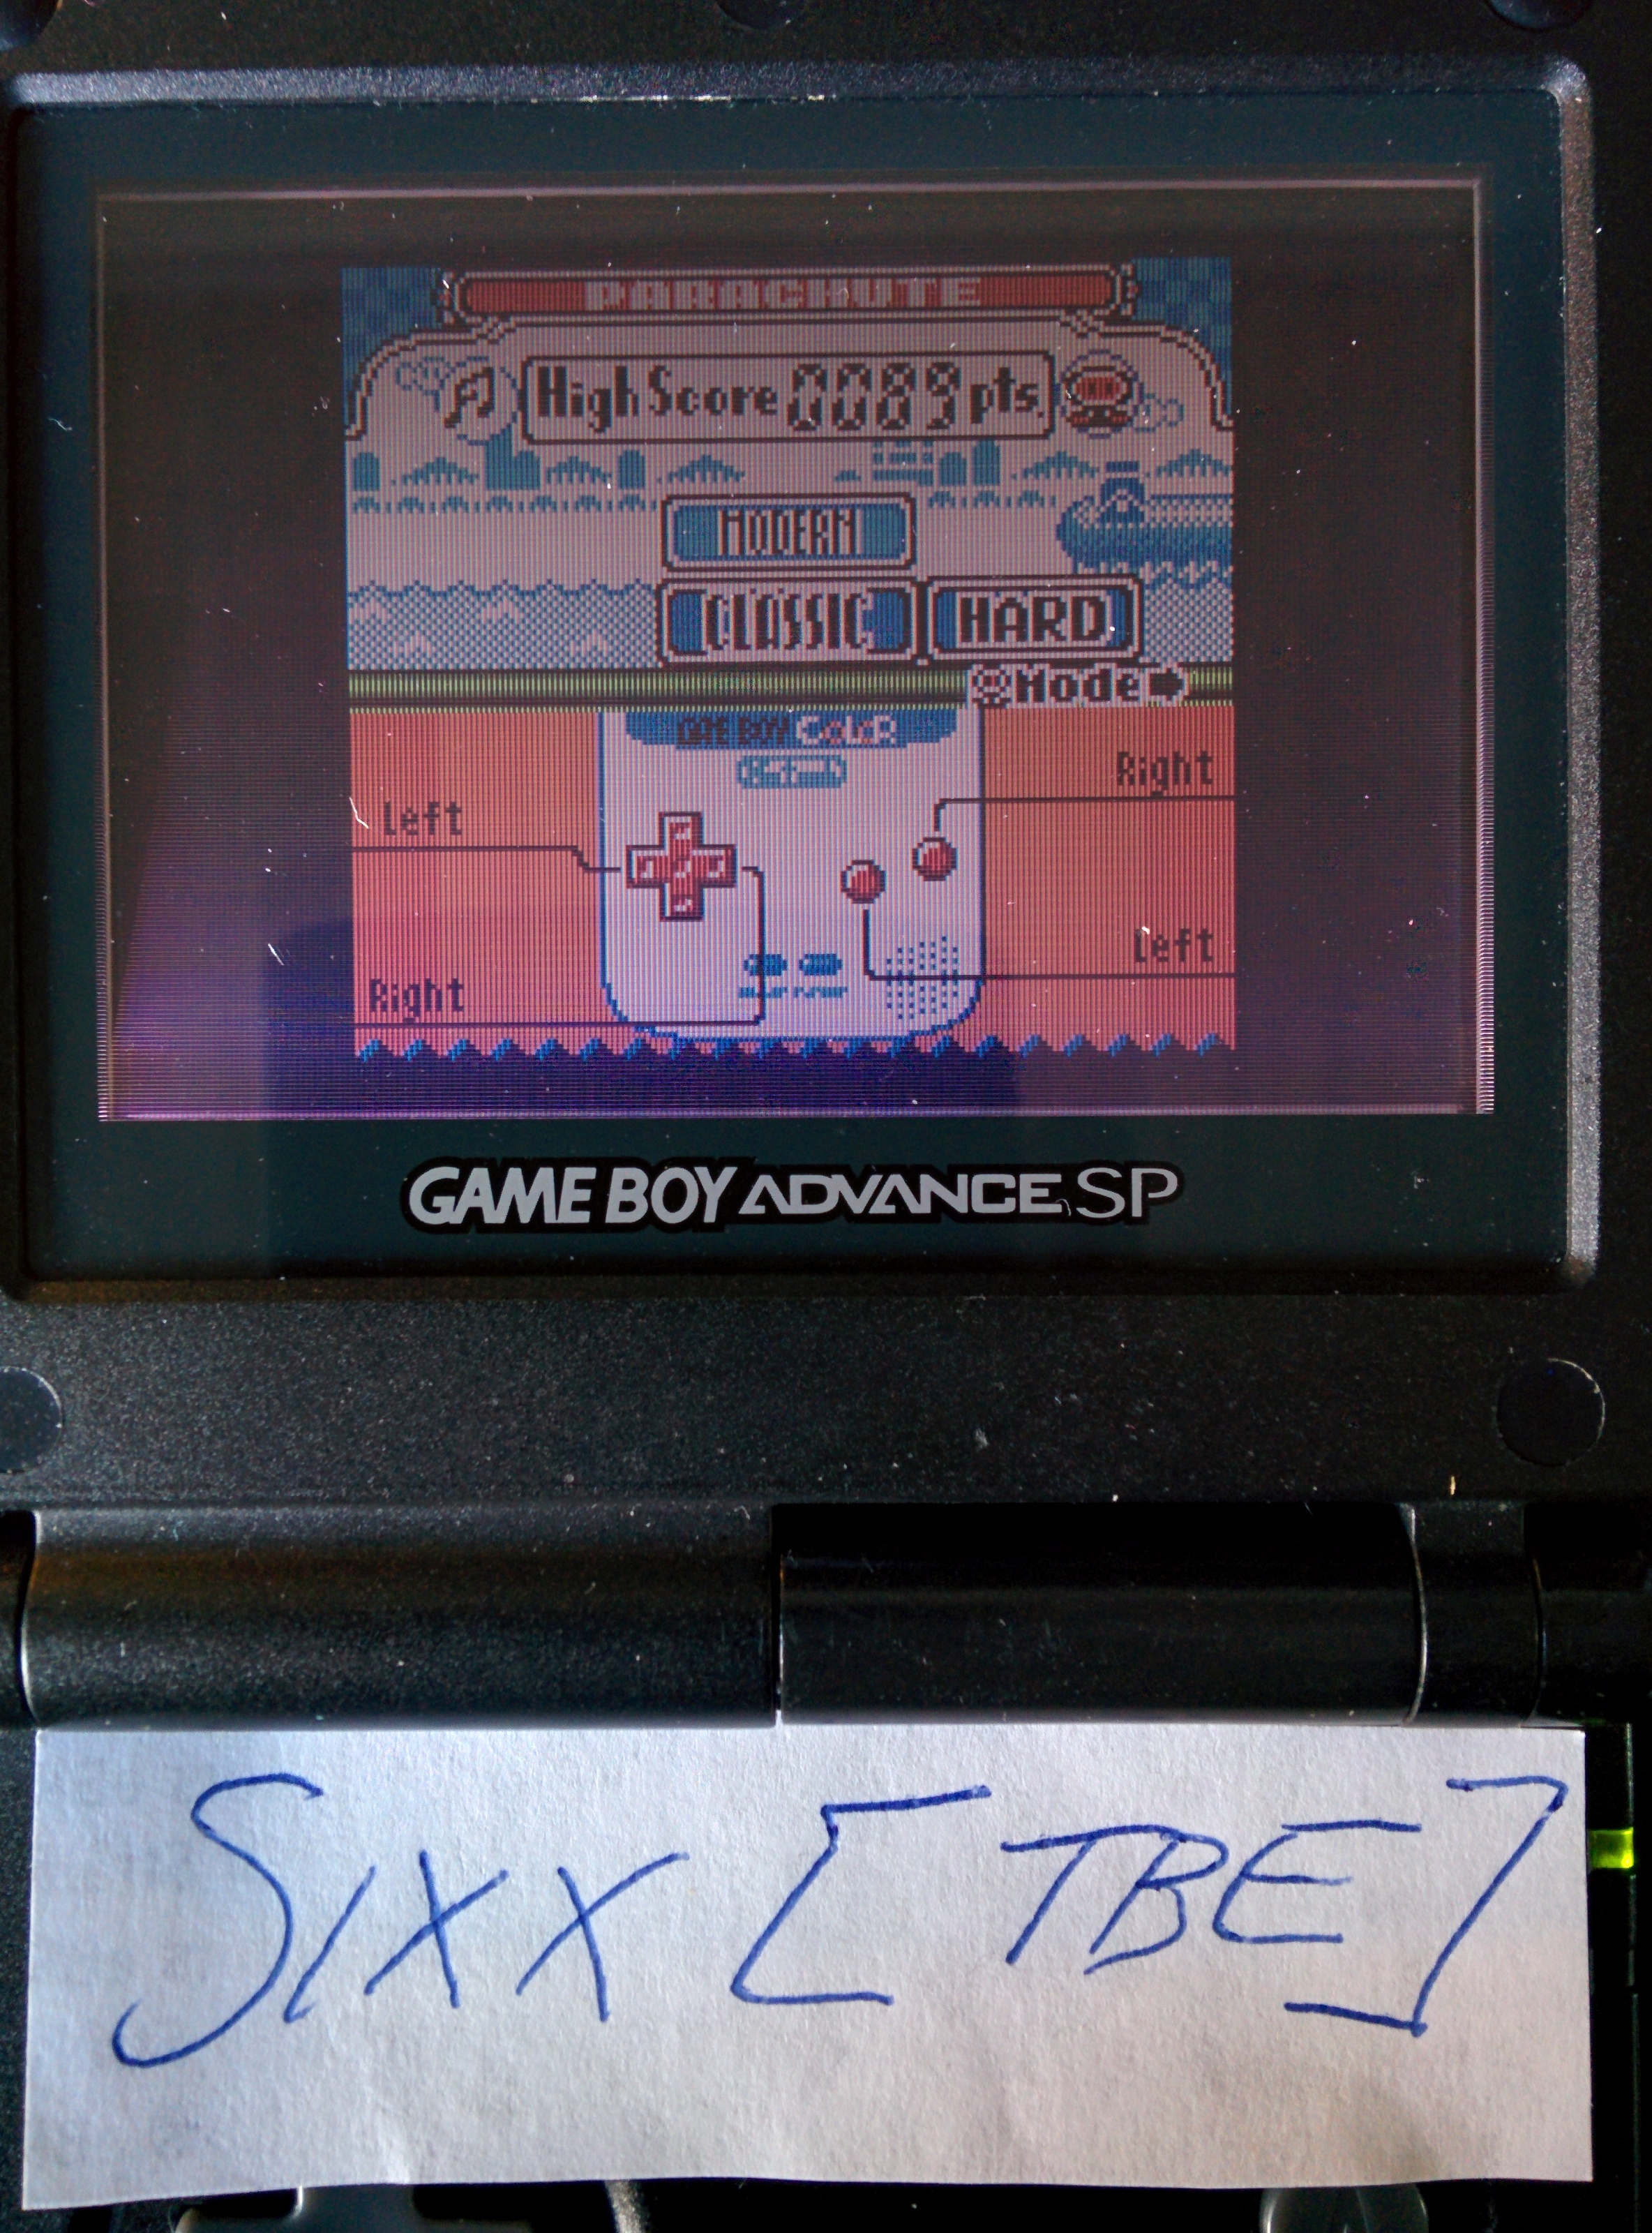 PARACHUTE
High Score 0089 pts.
MODERN
CLASSIC HARD
Mode
GAME BOY COLOR
Right
Left
Left
Right
GAME BOY ADVANCE SP
SIXX [TBE]